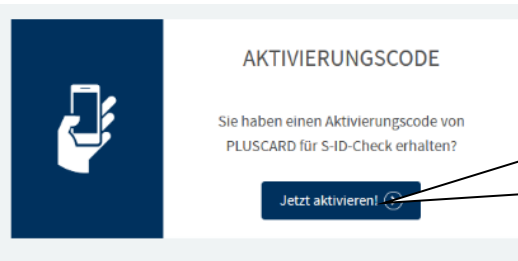 AKTIVIERUNGSCODE
Sie haben einen Aktivierungscode von
PLUSCARD für S-ID-Check erhalten?
Jetzt aktivieren!